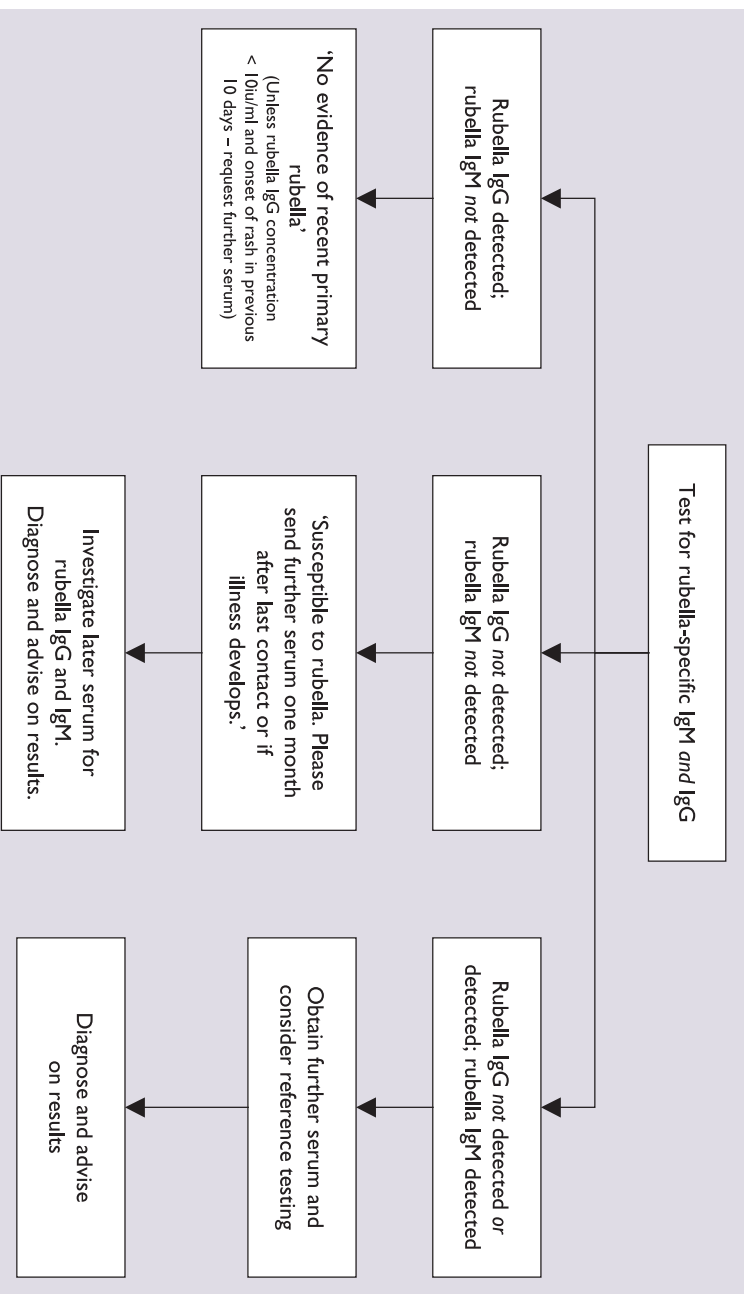 Test for rubella-specific IgM and IgG
Rubella IgG detected;
rubella IgM not detected
Rubella IgG not detected;
rubella IgM not detected
Rubella IgG not detected or
detected; rubella IgM detected
‘No evidence of recent primary
rubella’
(Unless rubella IgG concentration
< 10iu/ml and onset of rash in previous
10 days – request further serum)
‘Susceptible to rubella. Please
send further serum one month
after last contact or if
illness develops.’
Obtain further serum and
consider reference testing
Investigate later serum for
rubella IgG and IgM.
Diagnose and advise on results.
Diagnose and advise
on results